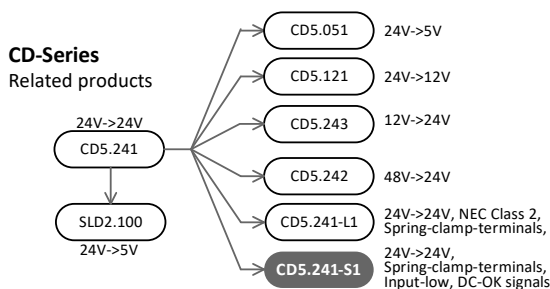 CD-Series
Related products
24V->24V
CD5.241
SLD2.100
24V->5V
CD5.051
24V->5V
CD5.121
24V->12V
CD5.243
12V->24V
CD5.242
48V->24V
CD5.241-L1
24V->24V, NEC Class 2,
Spring-clamp-terminals,
CD5.241-S1
24V->24V,
Spring-clamp-terminals,
Input-low, DC-OK signals